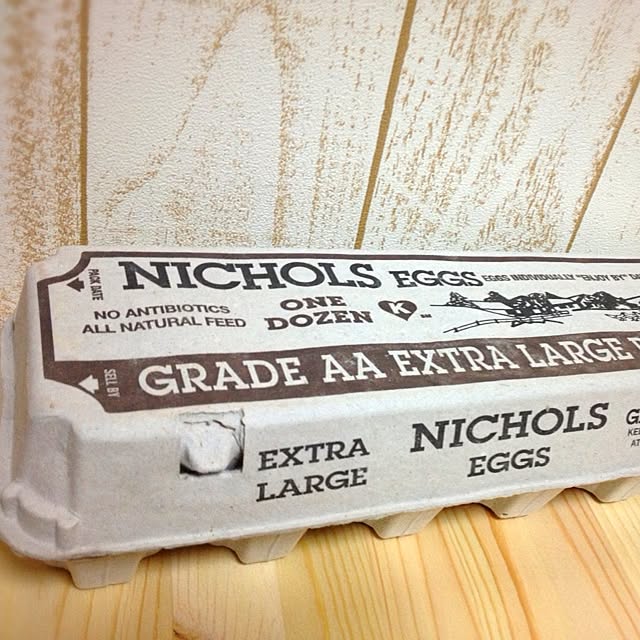 PACK DATE
NICHOLS EGGS
EGGS INDIVIDUALLY "ENJOY BY"
NO ANTIBIOTICS
ALL NATURAL FEED
ONE
DOZEN
K
SELL BY
GRADE AA EXTRA LARGE
EXTRA
LARGE
NICHOLS
EGGS